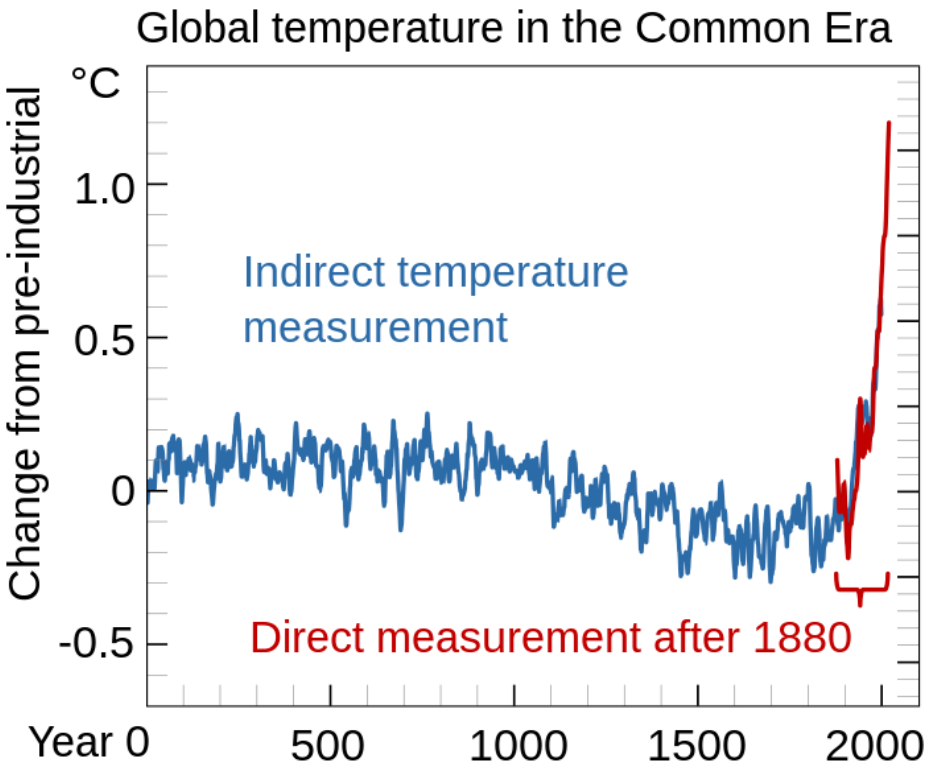 Global temperature in the Common Era
°C
Change from pre-industrial
1.0
0.5
0
-0.5
Indirect temperature
measurement
Direct measurement after 1880
Year 0 500 1000 1500 2000